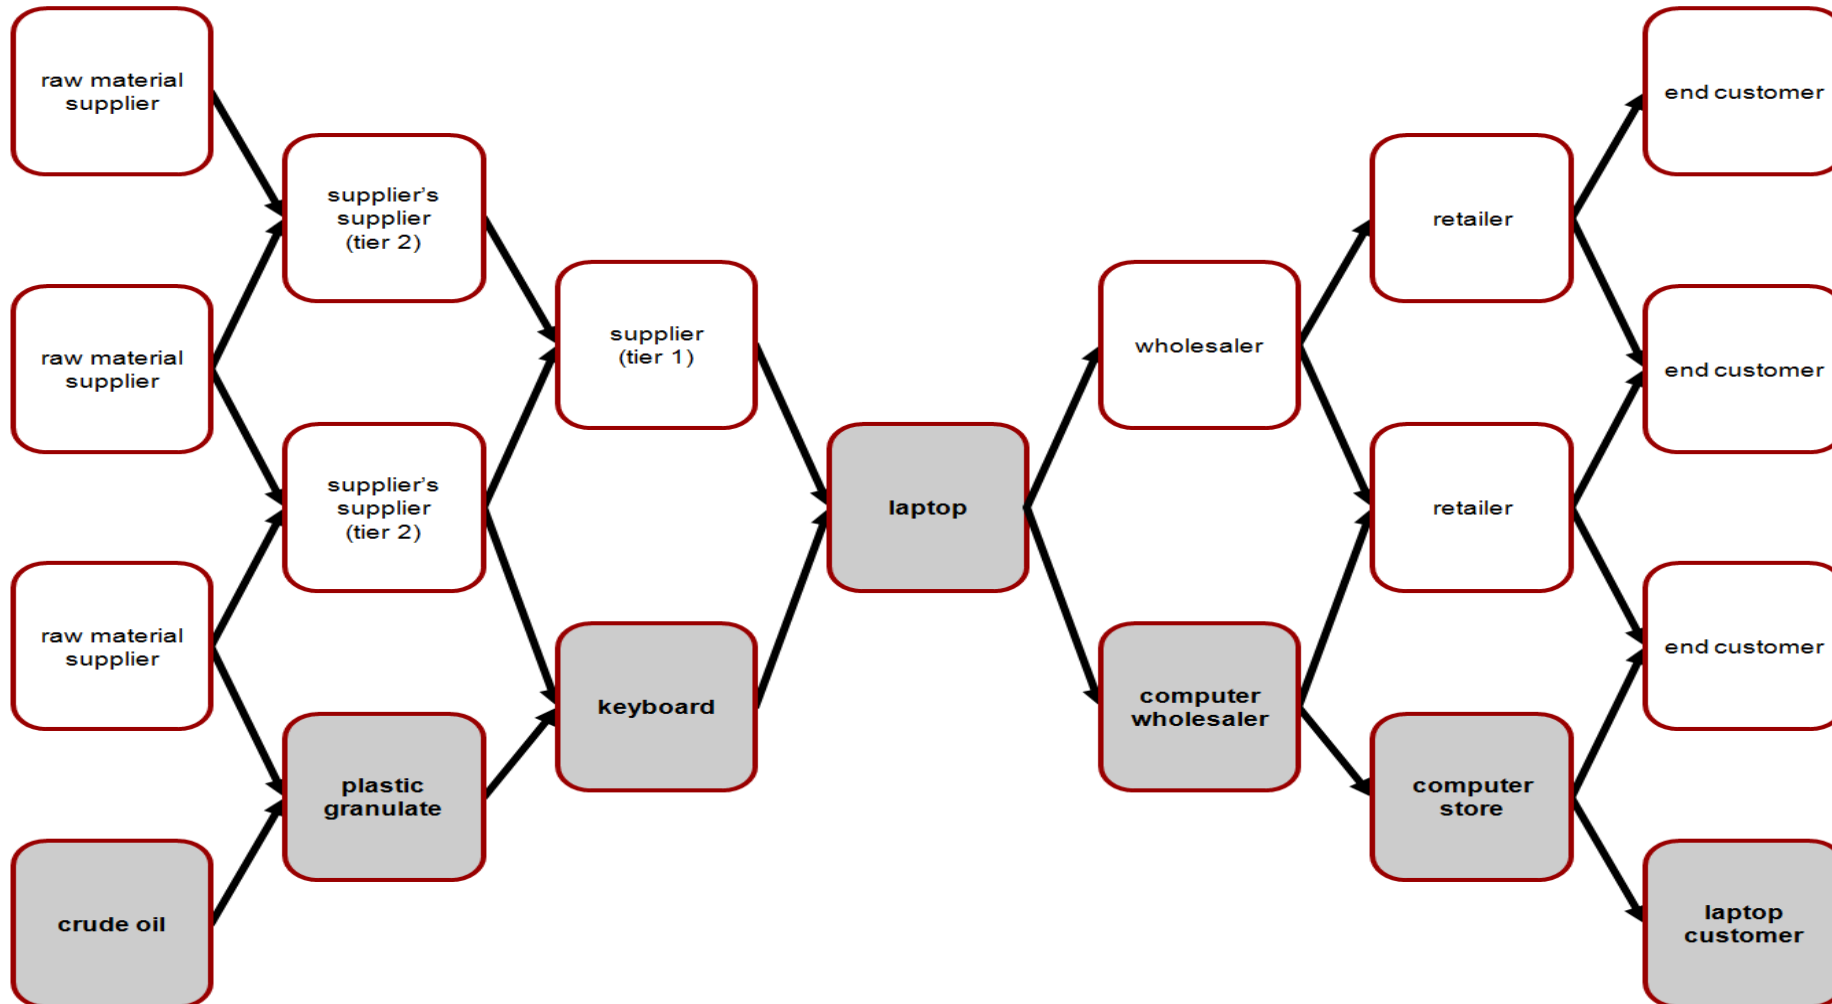 raw material
supplier
raw material
supplier
raw material
supplier
crude oil
supplier's
supplier
(tier 2)
supplier's
supplier
(tier 2)
plastic
granulate
supplier
(tier 1)
keyboard
laptop
wholesaler
computer
wholesaler
retailer
retailer
computer
store
end customer
end customer
end customer
laptop
customer